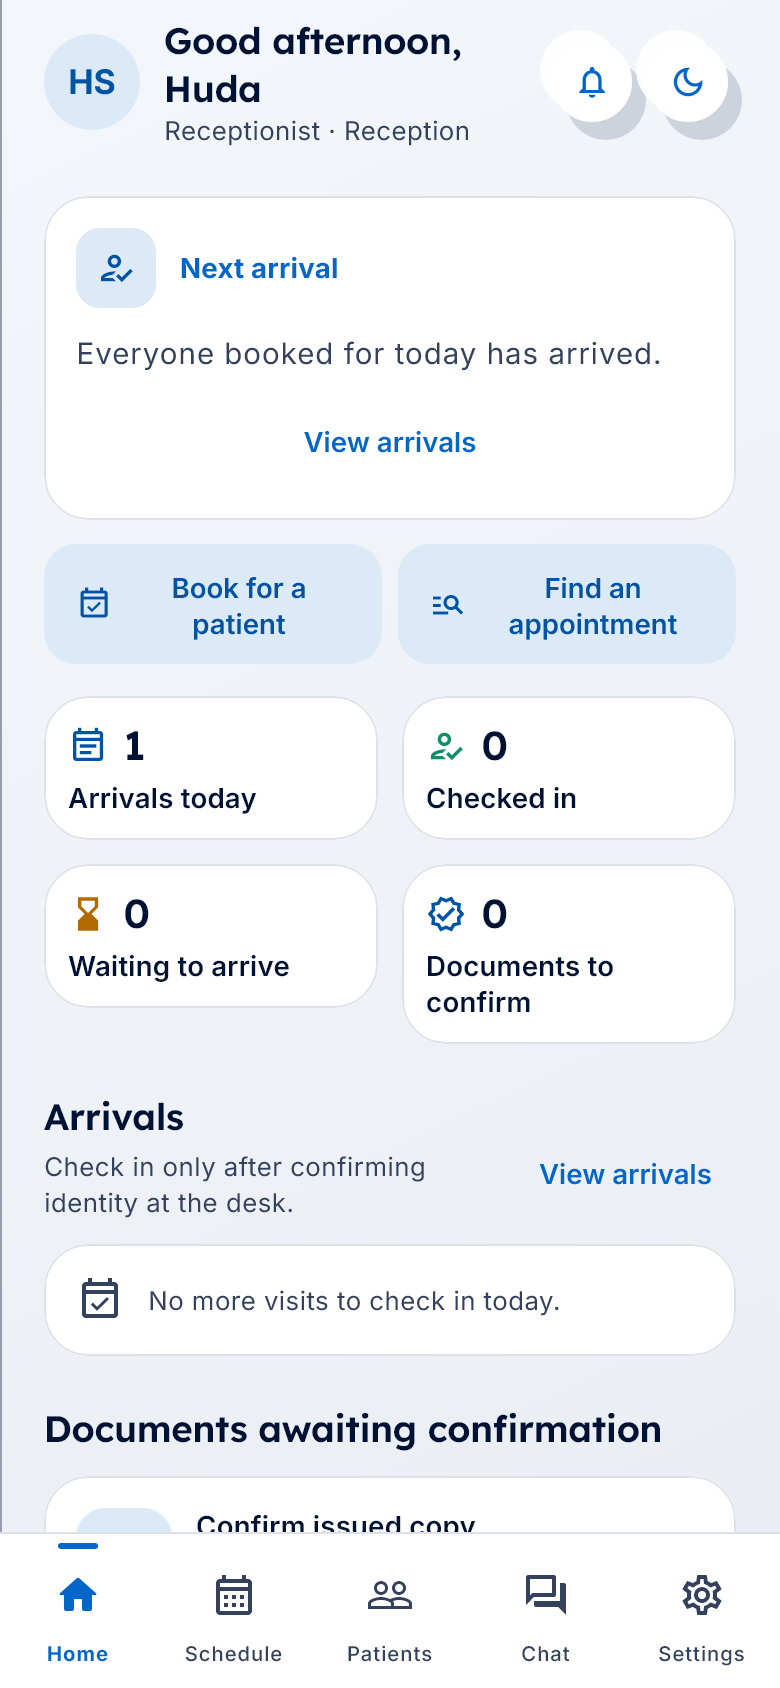 HS
Good afternoon,
Huda
Receptionist · Reception
Next arrival
Everyone booked for today has arrived.
View arrivals
Book for a
patient
Find an
appointment
1
Arrivals today
0
Checked in
0
Waiting to arrive
0
Documents to
confirm
Arrivals
Check in only after confirming
identity at the desk.
View arrivals
No more visits to check in today.
Documents awaiting confirmation
Confirm issued copy
Home
Schedule
Patients
Chat
Settings